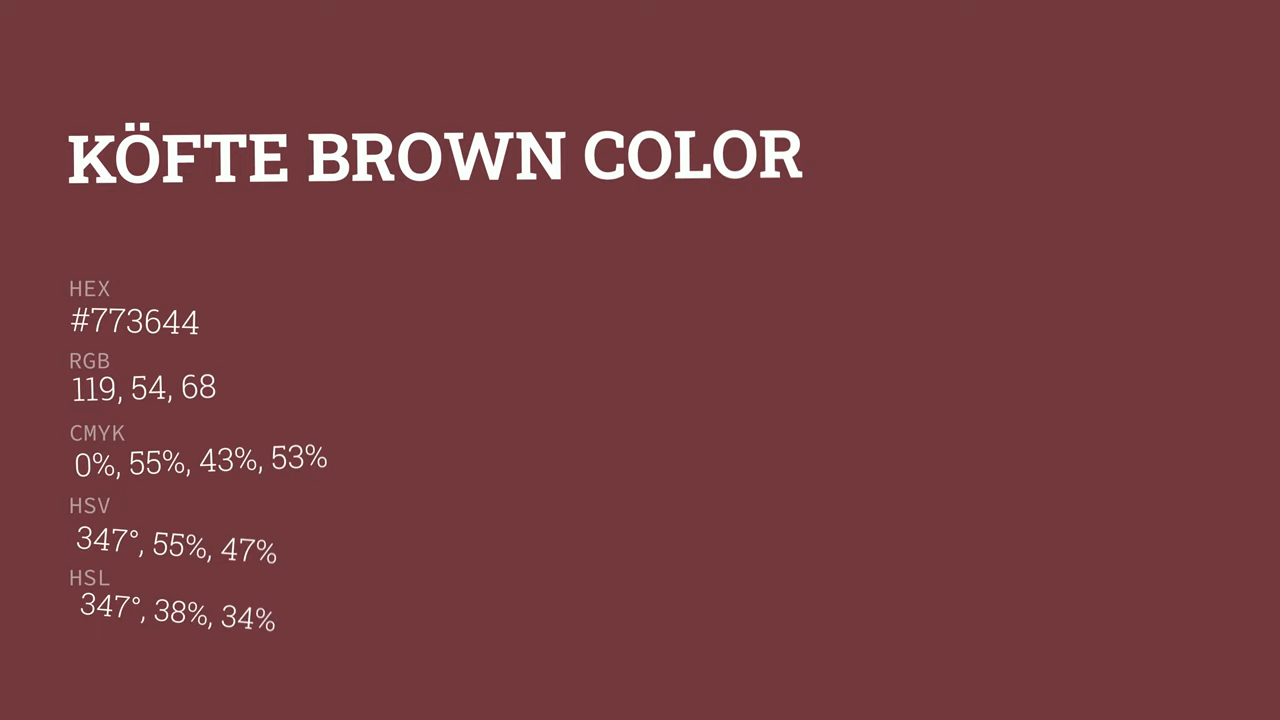 KÖFTE BROWN COLOR
HEX
#773644
RGB
119, 54, 68
CMYK
0%, 55%, 43%, 53%
HSV
347°, 55%, 47%
HSL
347°, 38%, 34%